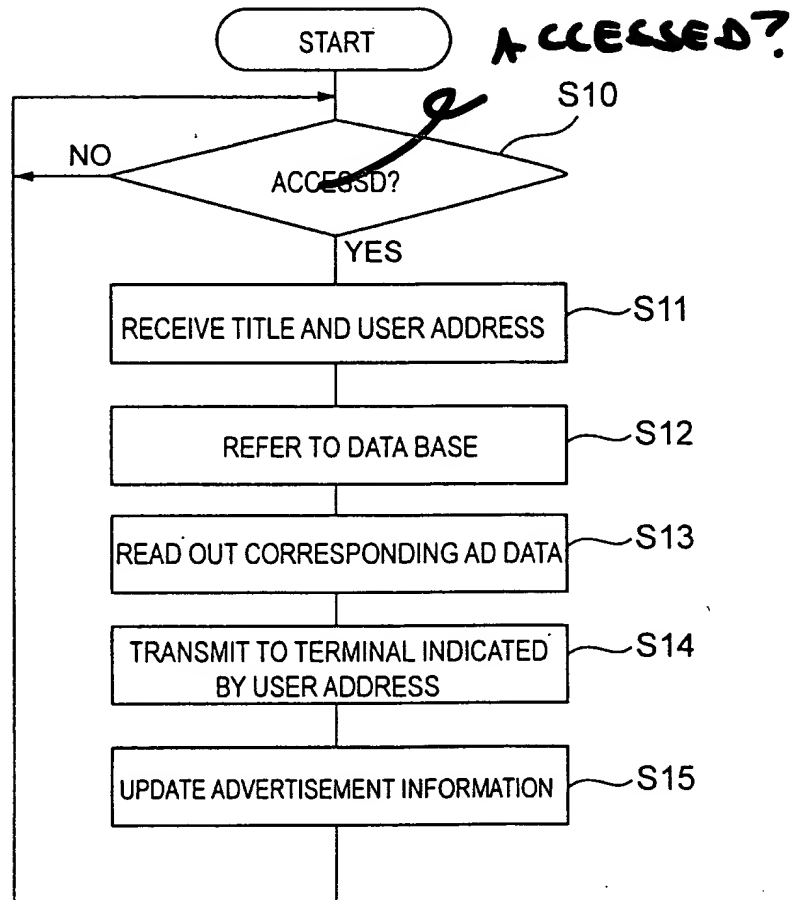 START
ACCESSED?
S10
NO
ACCESSD?
YES
RECEIVE TITLE AND USER ADDRESS
S11
REFER TO DATA BASE
S12
READ OUT CORRESPONDING AD DATA
S13
TRANSMIT TO TERMINAL INDICATED
BY USER ADDRESS
S14
UPDATE ADVERTISEMENT INFORMATION
S15